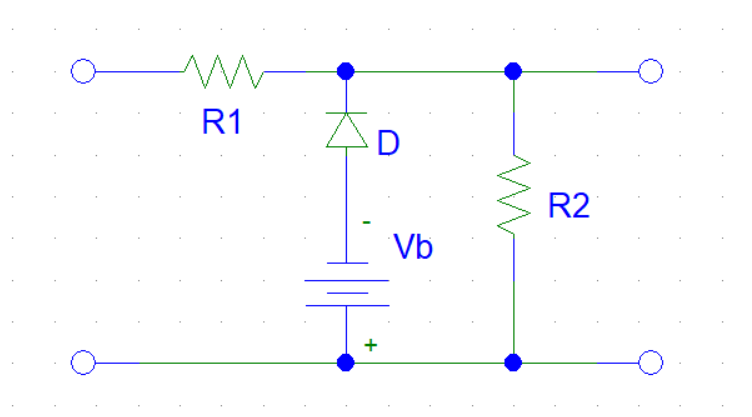 R1
D
-
Vb
R2
+